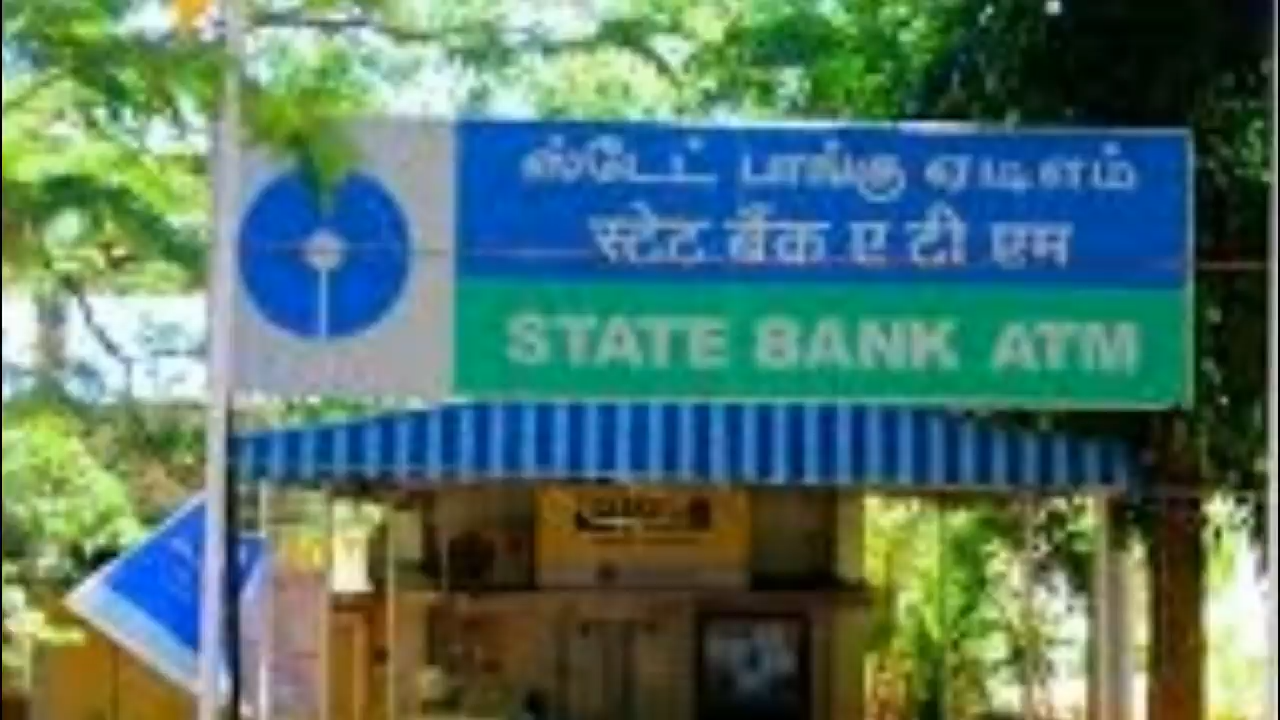 ஸ்டேட் பாங்கு ஏடிஎம்
स्टेट बैंक ए टी एम
STATE BANK ATM